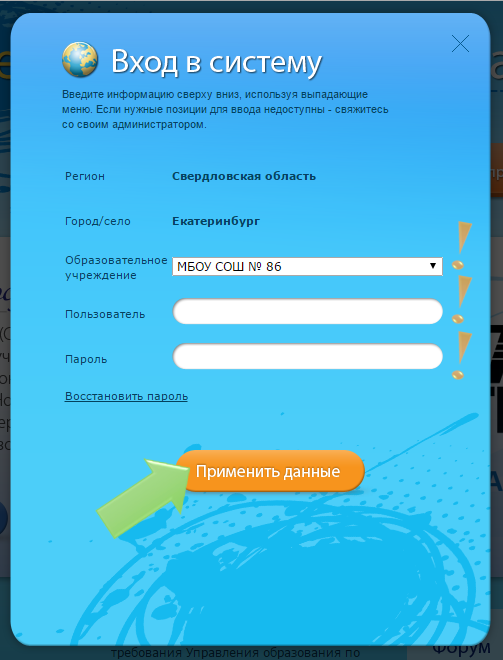 Вход в систему
Введите информацию сверху вниз, используя выпадающие
меню. Если нужные позиции для ввода недоступны - свяжитесь
со своим администратором.
Регион Свердловская область
Город/село Екатеринбург
Образовательное
учреждение
МБОУ СОШ № 86
Пользователь
Пароль
Восстановить пароль
Применить данные
Форум
требования Управления образования по